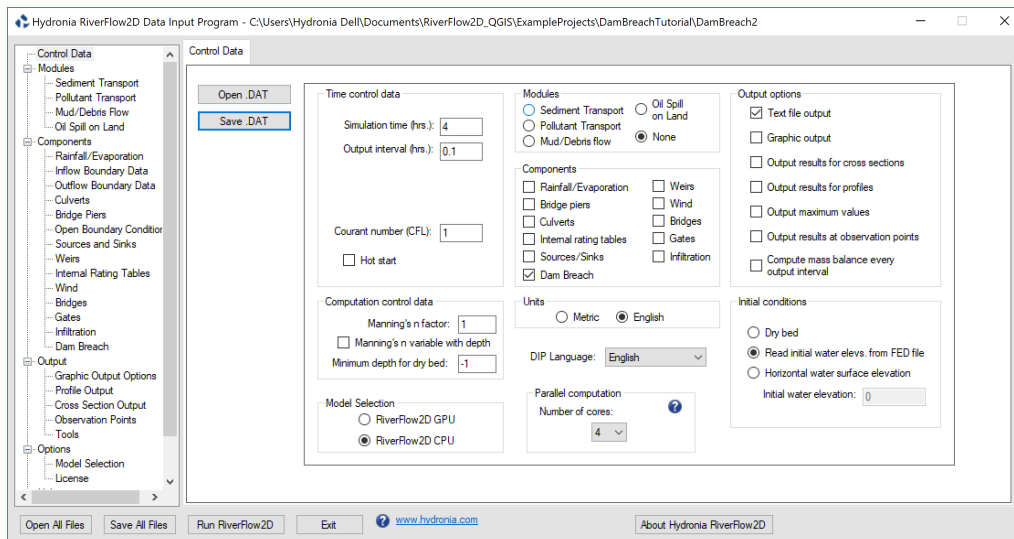 Hydronia RiverFlow2D Data Input Program - C:\Users\Hydronia Dell\Documents\RiverFlow2D_QGIS\ExampleProjects\DamBreachTutorial\DamBreach2
Control Data
Modules
Sediment Transport
Pollutant Transport
Mud/Debris Flow
Oil Spill on Land
Components
Rainfall/Evaporation
Inflow Boundary Data
Outflow Boundary Data
Culverts
Bridge Piers
Open Boundary Condition
Sources and Sinks
Weirs
Internal Rating Tables
Wind
Bridges
Gates
Infiltration
Dam Breach
Output
Graphic Output Options
Profile Output
Cross Section Output
Observation Points
Tools
Options
Model Selection
License
Control Data
Open .DAT
Save .DAT
Time control data
Simulation time (hrs.): 4
Output interval (hrs.): 0.1
Courant number (CFL): 1
Hot start
Computation control data
Manning's n factor: 1
Manning's n variable with depth
Minimum depth for dry bed: -1
Model Selection
RiverFlow2D GPU
RiverFlow2D CPU
Modules
Sediment Transport
Pollutant Transport
Mud/Debris flow
Oil Spill
on Land
None
Components
Rainfall/Evaporation
Bridge piers
Culverts
Internal rating tables
Sources/Sinks
Dam Breach
Weirs
Wind
Bridges
Gates
Infiltration
Units
Metric
English
DIP Language: English
Parallel computation
Number of cores:
4
Output options
Text file output
Graphic output
Output results for cross sections
Output results for profiles
Output maximum values
Output results at observation points
Compute mass balance every
output interval
Initial conditions
Dry bed
Read initial water elevs. from FED file
Horizontal water surface elevation
Initial water elevation: 0
Open All Files
Save All Files
Run RiverFlow2D
Exit
www.hydronia.com
About Hydronia RiverFlow2D